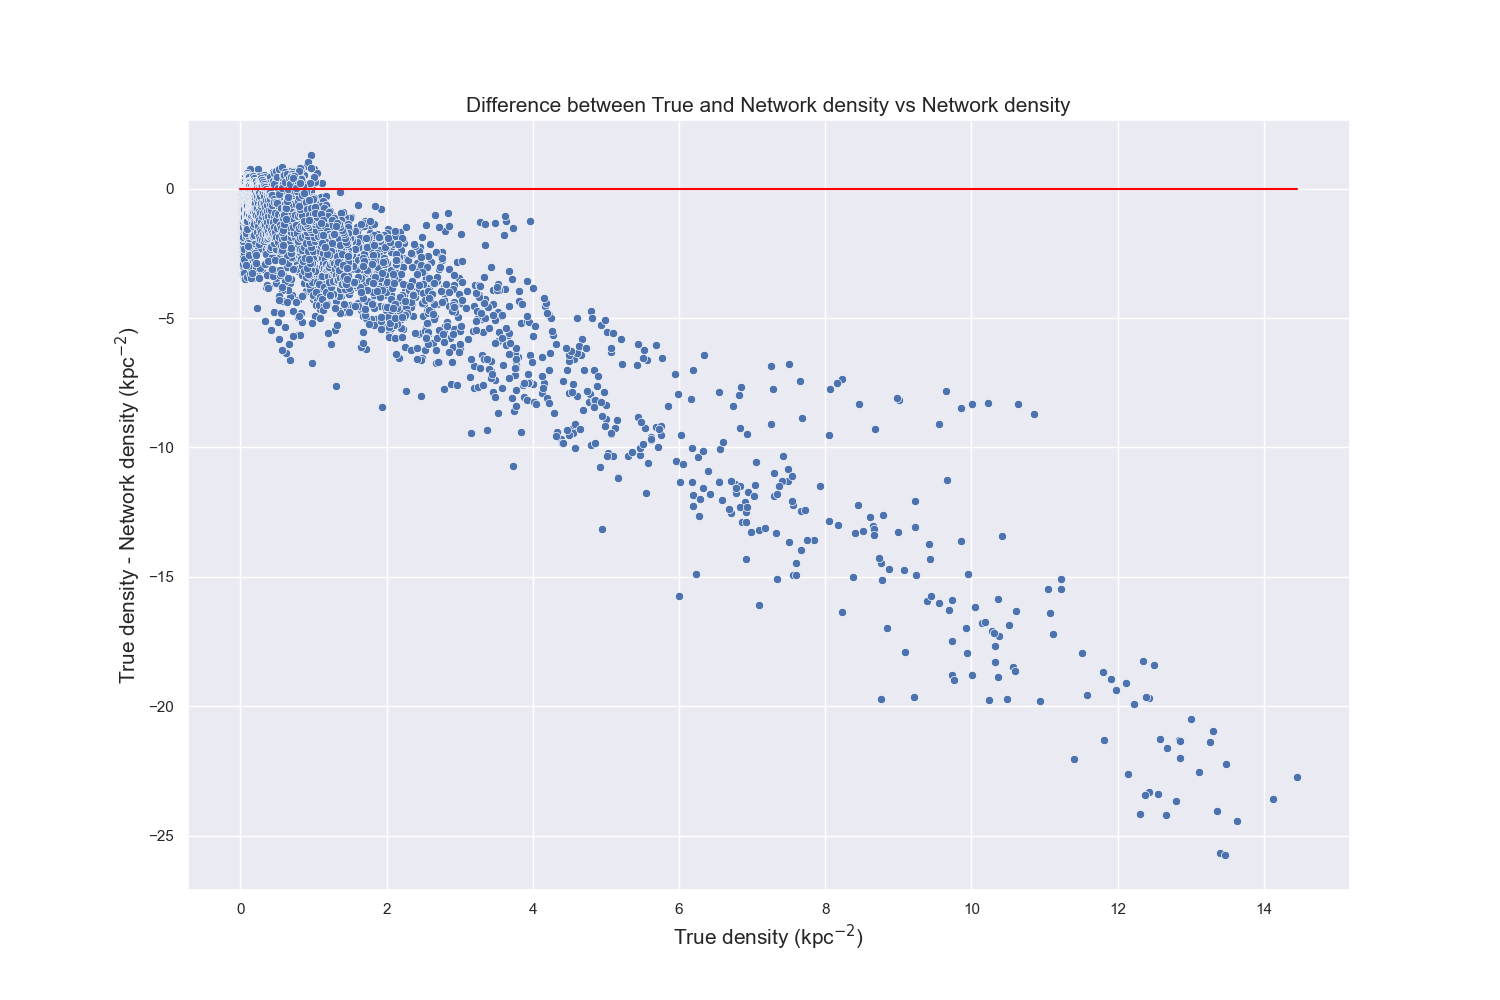 Difference between True and Network density vs Network density
True density - Network density (kpc⁻²)
0
−5
−10
−15
−20
−25
0 2 4 6 8 10 12 14
True density (kpc⁻²)